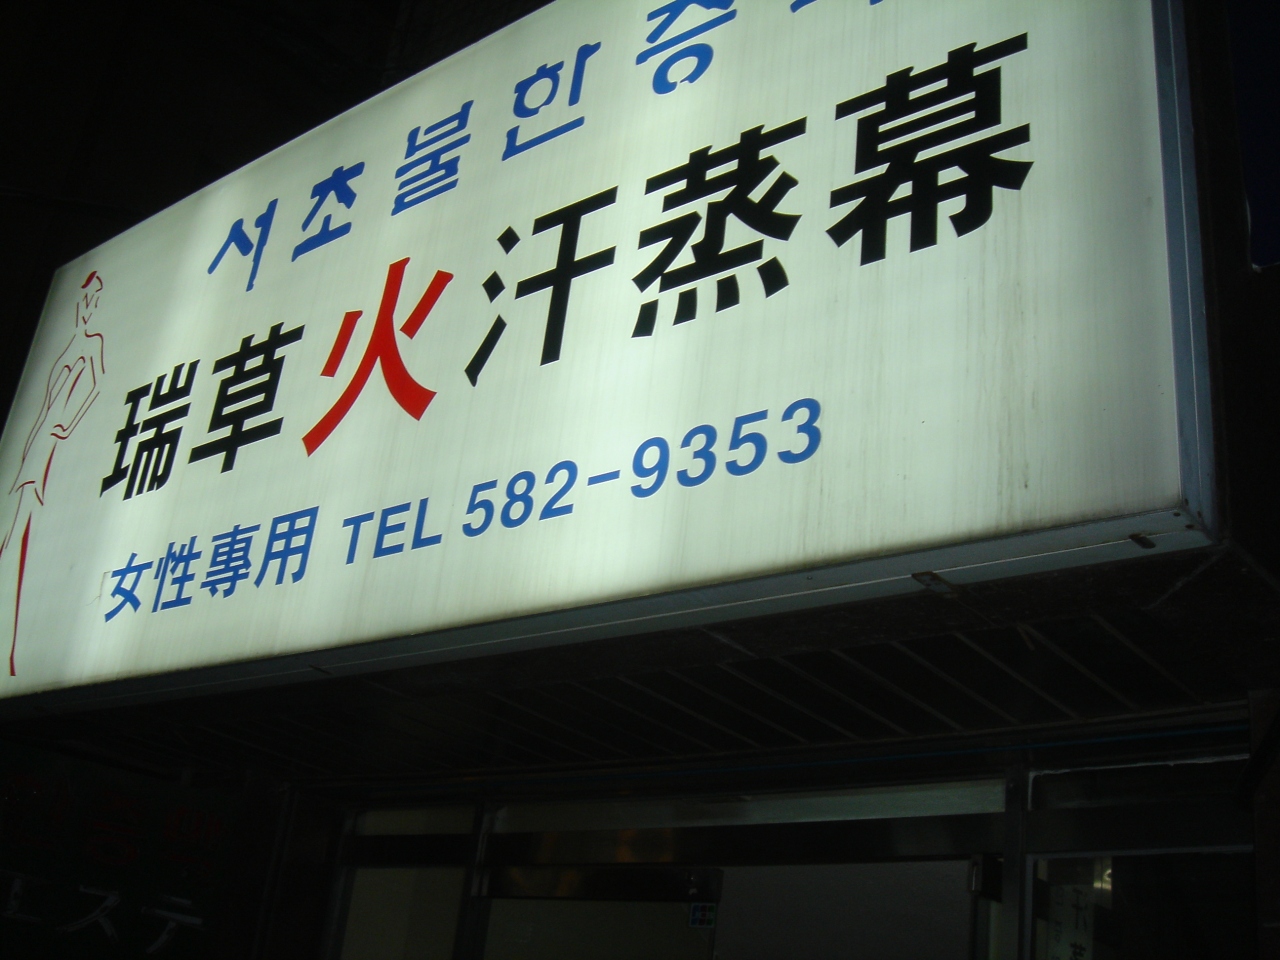 서초불한증
瑞草火汗蒸幕
女性專用 TEL 582-9353